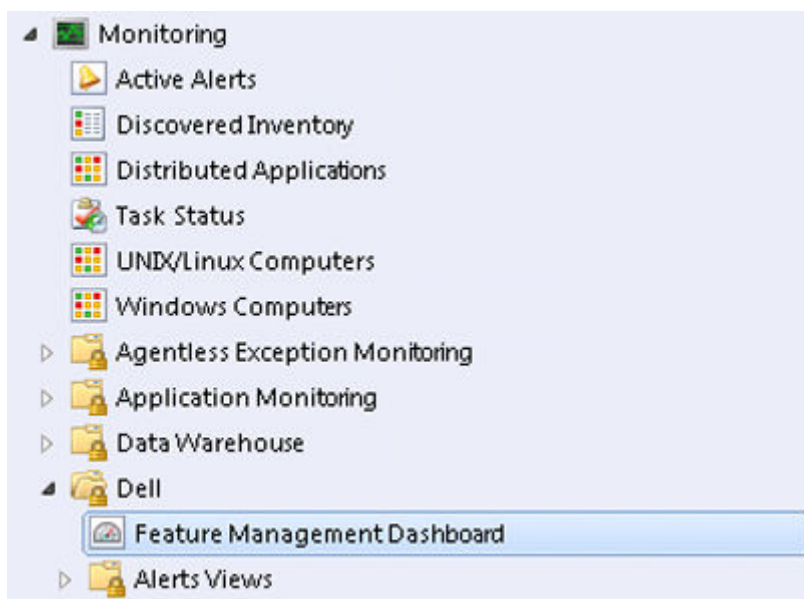 Monitoring
Active Alerts
Discovered Inventory
Distributed Applications
Task Status
UNIX/Linux Computers
Windows Computers
Agentless Exception Monitoring
Application Monitoring
Data Warehouse
Dell
Feature Management Dashboard
Alerts Views